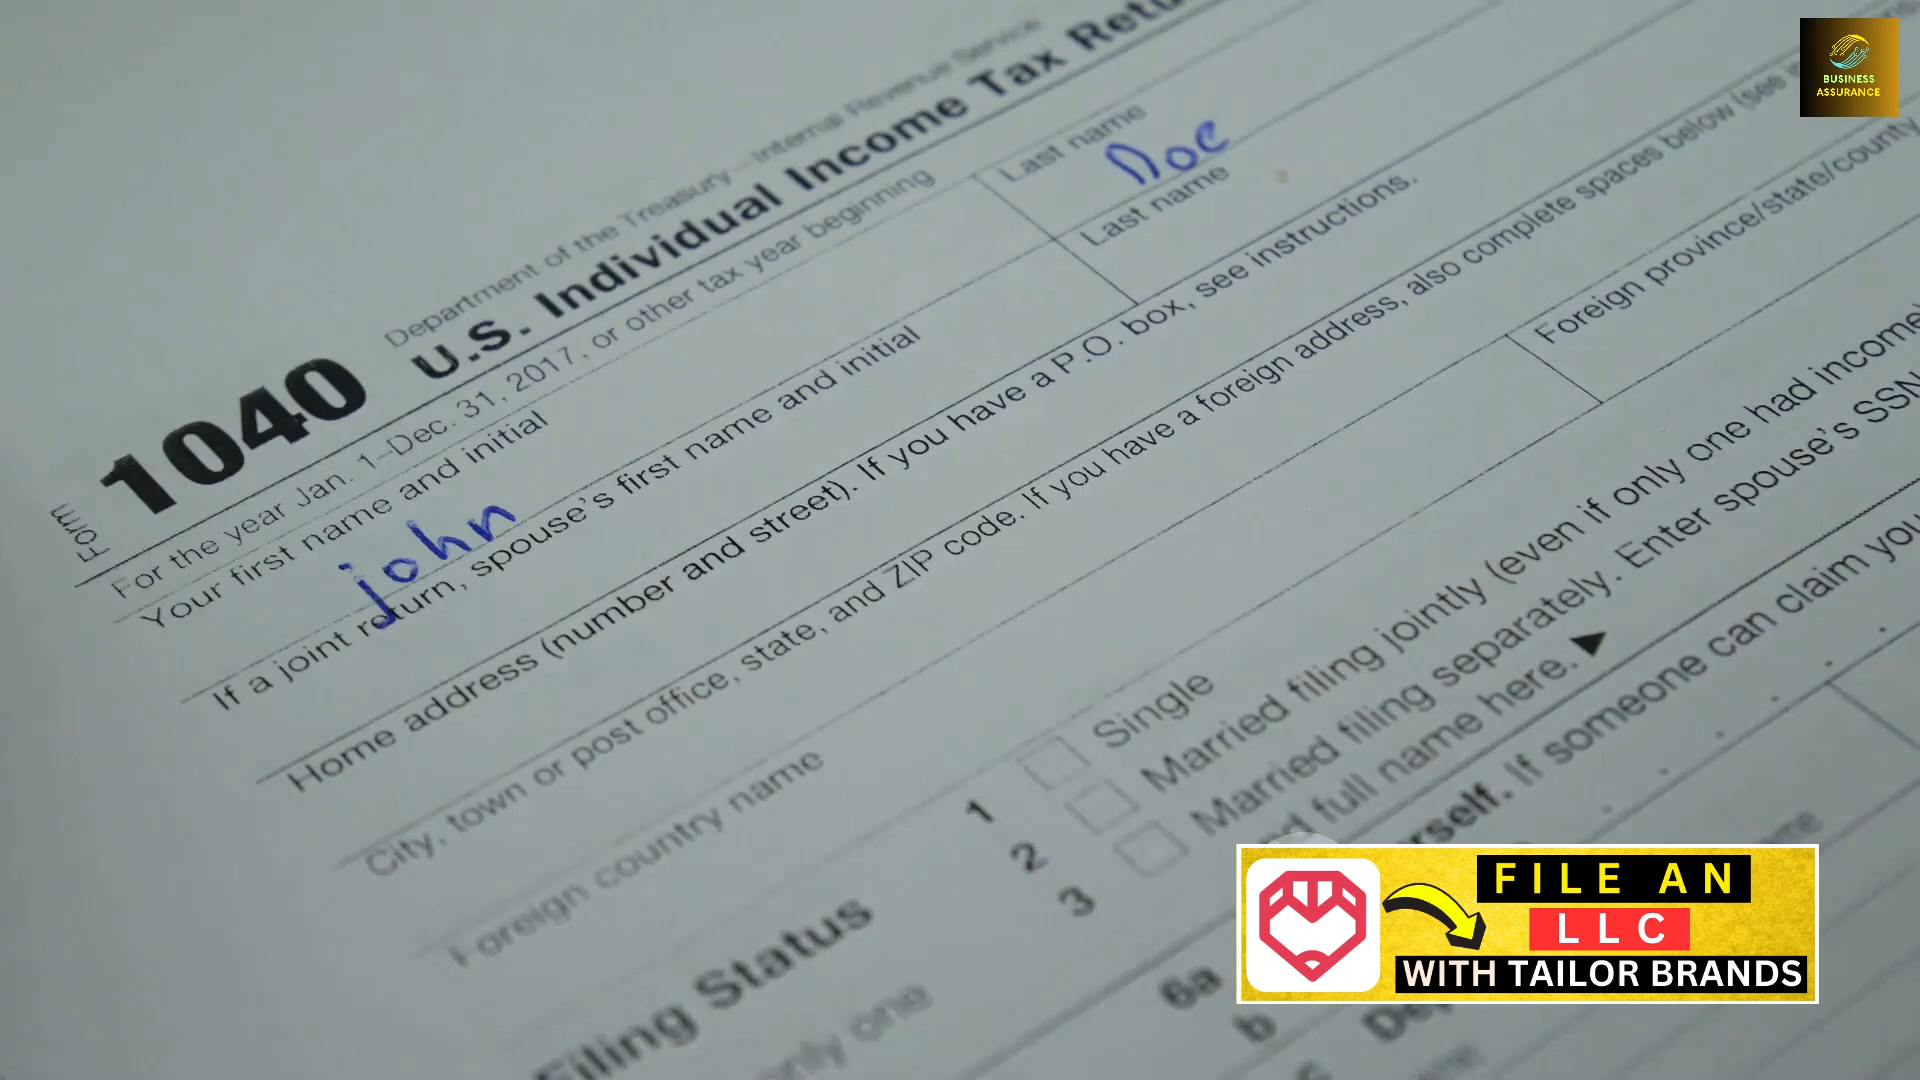 BUSINESS
ASSURANCE
Department of the Treasury—Internal Revenue Service
Form
1040
U.S. Individual Income Tax Retu
For the year Jan. 1–Dec. 31, 2017, or other tax year beginning
Your first name and initial
Last name
john
Doe
If a joint return, spouse's first name and initial
Last name
Home address (number and street). If you have a P.O. box, see instructions.
City, town or post office, state, and ZIP code. If you have a foreign address, also complete spaces below (see
Foreign country name
Foreign province/state/county
Filing Status
only one
1
Single
2
Married filing jointly (even if only one had income)
3
Married filing separately. Enter spouse's SSN
and full name here. ▶
6a
rself. If someone can claim you
b
FILE AN
LLC
WITH TAILOR BRANDS